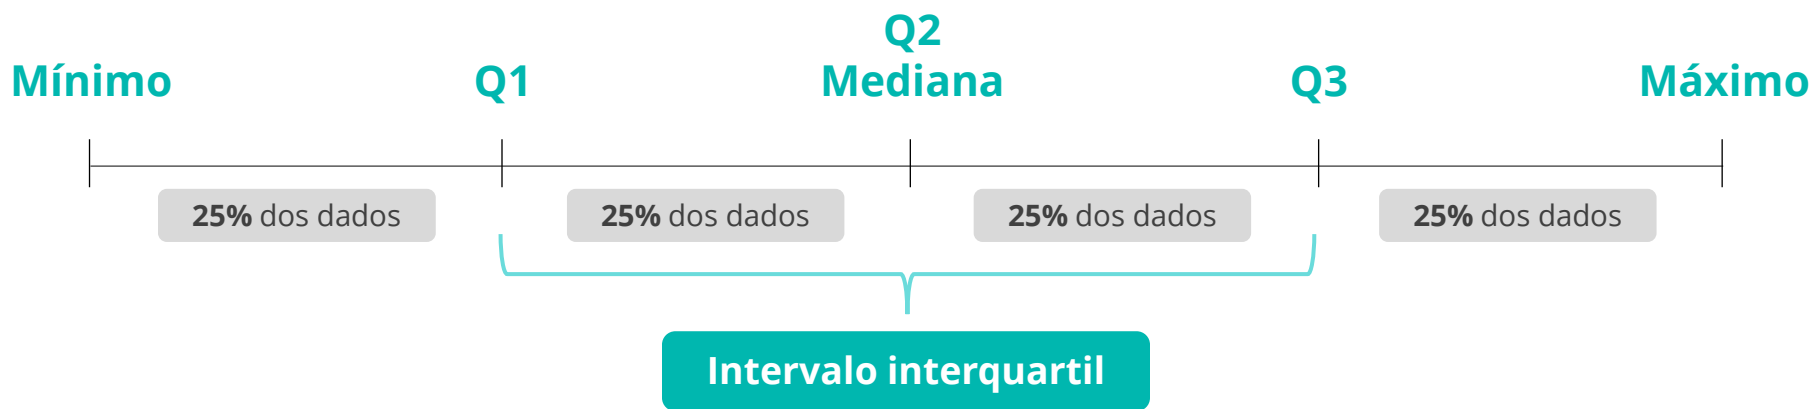 Q2
Mínimo Q1 Mediana Q3 Máximo
25% dos dados 25% dos dados 25% dos dados 25% dos dados
Intervalo interquartil